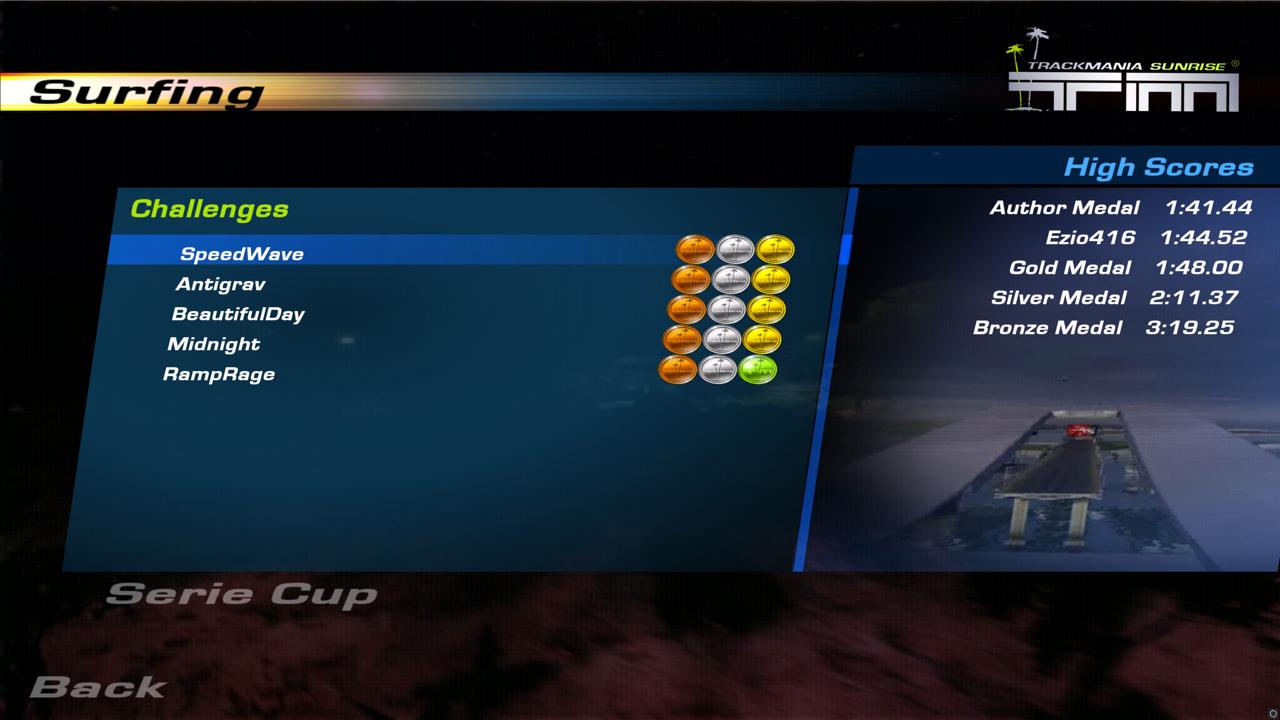 TRACKMANIA SUNRISE ®
TM
Surfing
High Scores
Challenges
SpeedWave
Antigrav
BeautifulDay
Midnight
RampRage
Author Medal 1:41.44
Ezio416 1:44.52
Gold Medal 1:48.00
Silver Medal 2:11.37
Bronze Medal 3:19.25
Serie Cup
Back